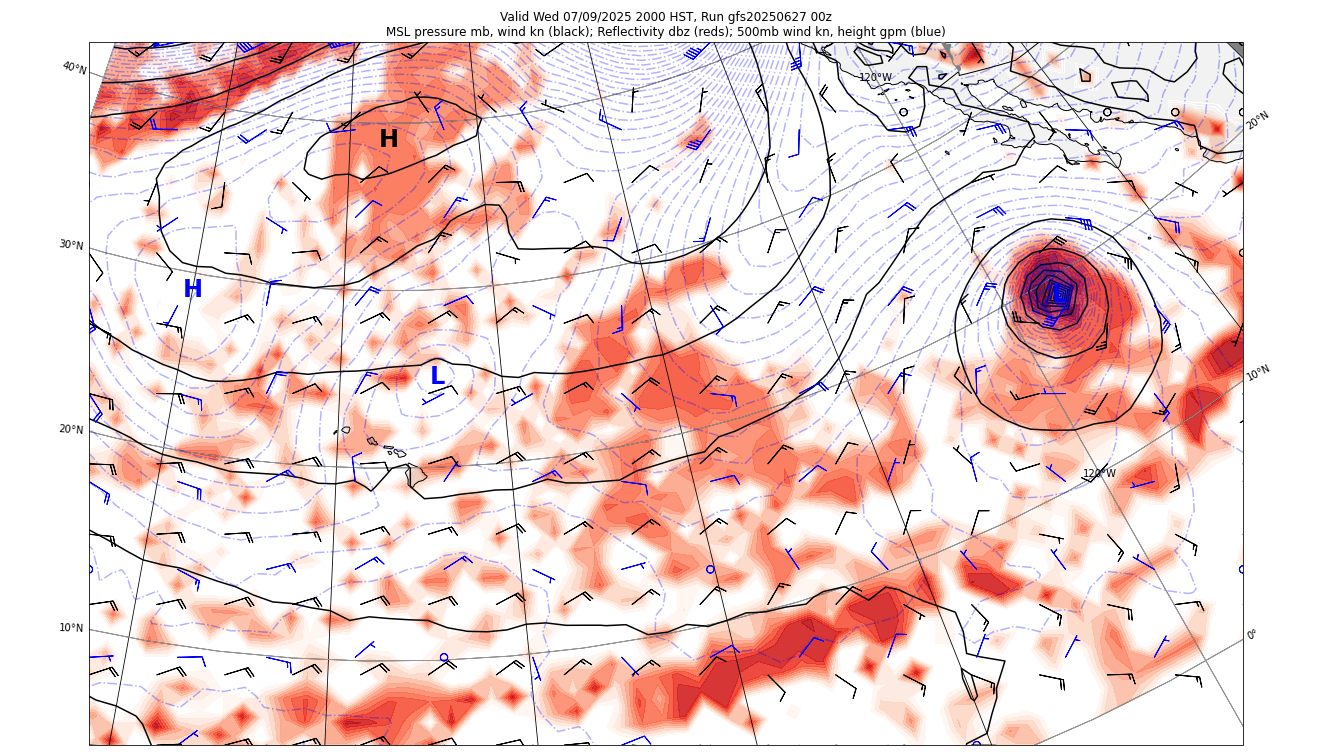 Valid Wed 07/09/2025 2000 HST, Run gfs20250627 00z
MSL pressure mb, wind kn (black); Reflectivity dbz (reds); 500mb wind kn, height gpm (blue)
40°N
120°W
20°N
H
30°N
H
L
10°N
20°N
120°W
10°N
0°